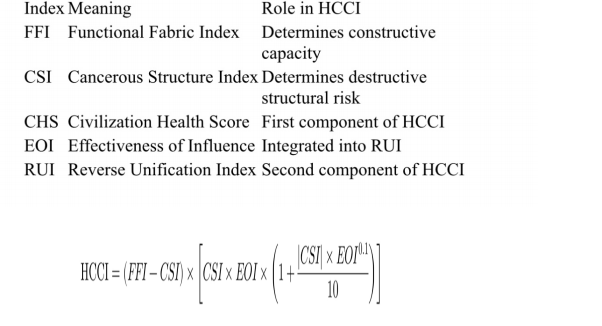 Index Meaning Role in HCCI
FFI Functional Fabric Index Determines constructive
capacity
CSI Cancerous Structure Index Determines destructive
structural risk
CHS Civilization Health Score First component of HCCI
EOI Effectiveness of Influence Integrated into RUI
RUI Reverse Unification Index Second component of HCCI
HCCI = (FFI − CSI) × [CSI × EOI × (1 + |CSI| × EOI^0.1 / 10)]